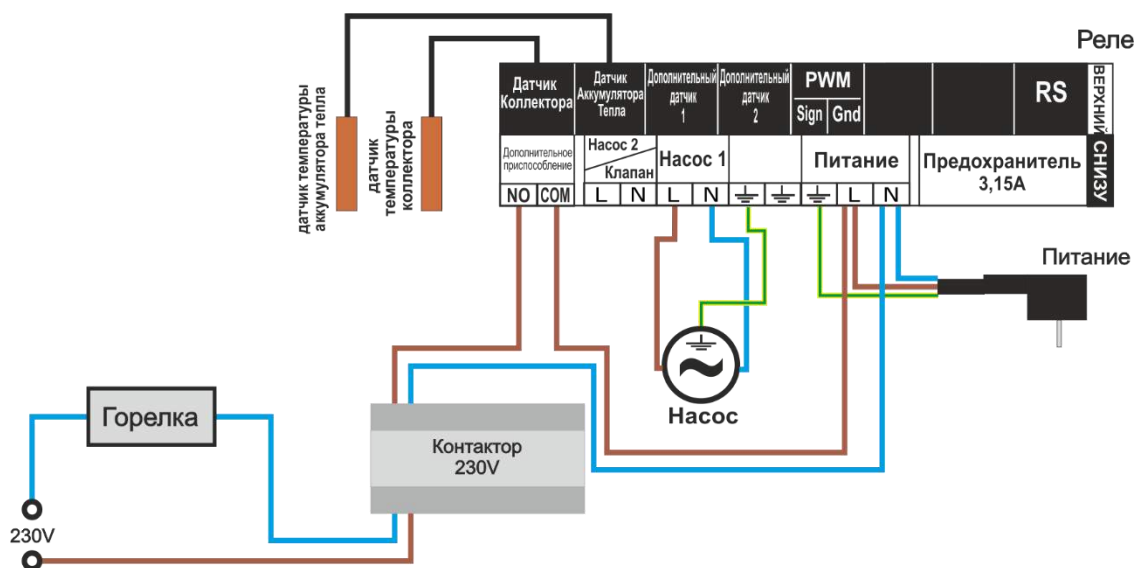 Реле
датчик температуры
аккумулятора тепла
датчик
температуры
коллектора
Датчик
Коллектора
Датчик
Аккумулятора
Тепла
Дополнительный
датчик
1
Дополнительный
датчик
2
PWM
Sign Gnd
RS
ВЕРХНИЙ
Дополнительное
приспособление
Насос 2
Клапан
Насос 1
Питание
Предохранитель
3,15А
СНИЗУ
NO COM L N L N L N
Питание
Насос
Горелка
Контактор
230V
230V